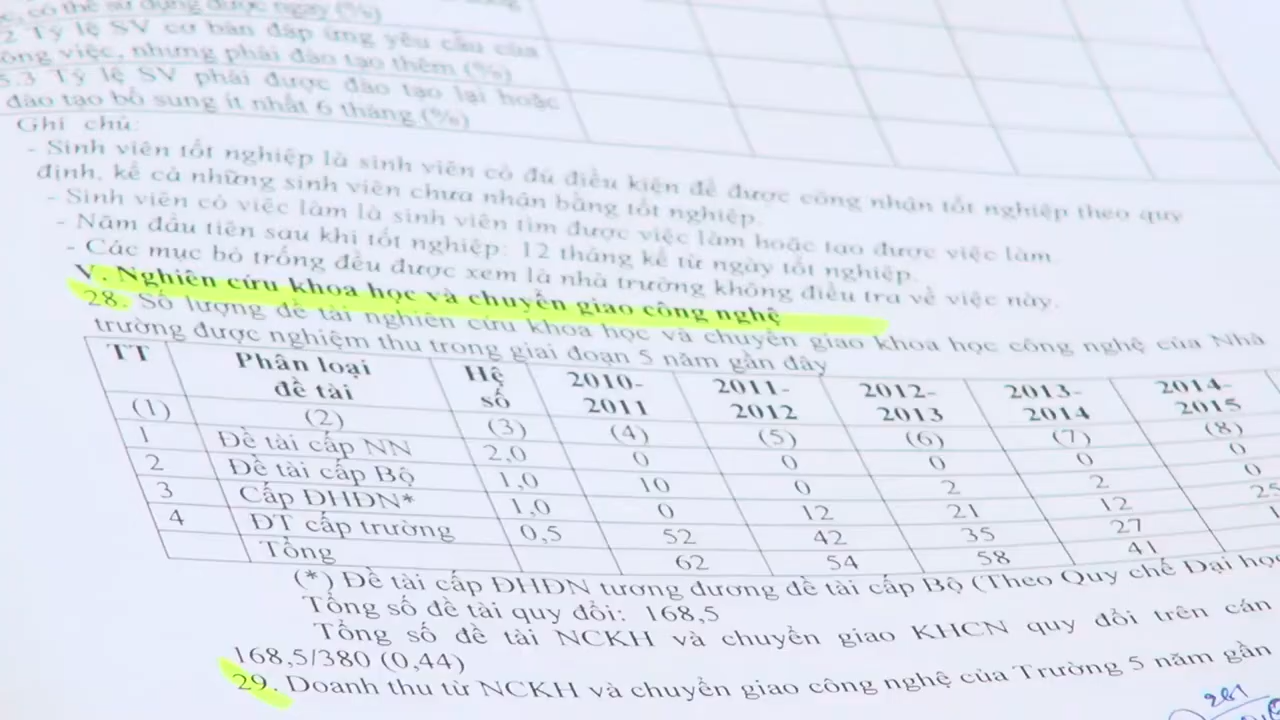 có thể sử dụng được ngay (%)
2 Tỷ lệ SV cơ bản đáp ứng yêu cầu của
công việc, nhưng phải đào tạo thêm (%)
5.3 Tỷ lệ SV phải được đào tạo lại hoặc
đào tạo bổ sung ít nhất 6 tháng (%)
Ghi chú:
- Sinh viên tốt nghiệp là sinh viên có đủ điều kiện để được công nhận tốt nghiệp theo quy
định, kể cả những sinh viên chưa nhận bằng tốt nghiệp.
- Sinh viên có việc làm là sinh viên tìm được việc làm hoặc tạo được việc làm.
- Năm đầu tiên sau khi tốt nghiệp: 12 tháng kể từ ngày tốt nghiệp.
- Các mục bỏ trống đều được xem là nhà trường không điều tra về việc này.
V. Nghiên cứu khoa học và chuyển giao công nghệ
28. Số lượng đề tài nghiên cứu khoa học và chuyển giao khoa học công nghệ của Nhà
trường được nghiệm thu trong giai đoạn 5 năm gần đây
TT Phân loại đề tài Hệ số 2010-2011 2011-2012 2012-2013 2013-2014 2014-2015
(1) (2) (3) (4) (5) (6) (7) (8)
1 Đề tài cấp NN 2,0 0 0 0 0 0
2 Đề tài cấp Bộ 1,0 10 0 2 2 0
3 Cấp ĐHĐN* 1,0 0 12 21 12 25
4 ĐT cấp trường 0,5 52 42 35 27
Tổng 62 54 58 41
(*) Đề tài cấp ĐHĐN tương đương đề tài cấp Bộ (Theo Quy chế Đại học
Tổng số đề tài quy đổi: 168,5
Tổng số đề tài NCKH và chuyển giao KHCN quy đổi trên cán
168,5/380 (0,44)
29. Doanh thu từ NCKH và chuyển giao công nghệ của Trường 5 năm gần
281